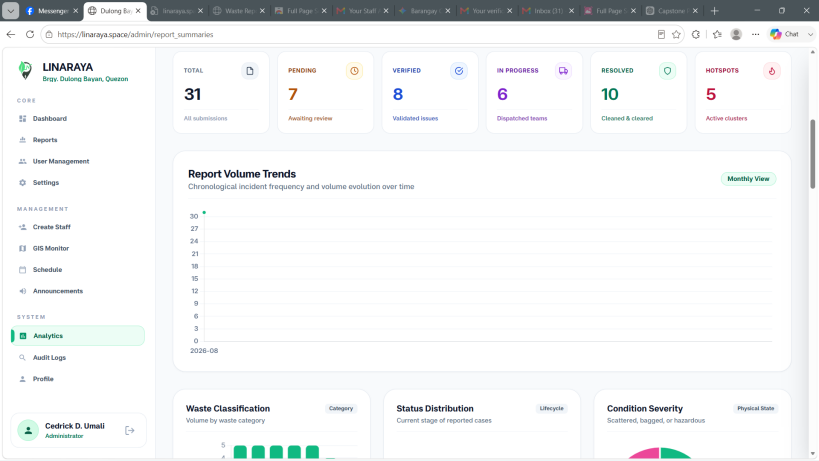 Messenger
Dulong Ba
linaraya.sp
Waste Rep
Full Page S
Your Staff
Barangay
Your verifi
Inbox (31)
Full Page S
Capstone
https://linaraya.space/admin/report_summaries
Chat
LINARAYA
Brgy. Dulong Bayan, Quezon
CORE
Dashboard
Reports
User Management
Settings
MANAGEMENT
Create Staff
GIS Monitor
Schedule
Announcements
SYSTEM
Analytics
Audit Logs
Profile
Cedrick D. Umali
Administrator
TOTAL
31
All submissions
PENDING
7
Awaiting review
VERIFIED
8
Validated issues
IN PROGRESS
6
Dispatched teams
RESOLVED
10
Cleaned & cleared
HOTSPOTS
5
Active clusters
Report Volume Trends
Chronological incident frequency and volume evolution over time
Monthly View
30
27
24
21
18
15
12
9
6
3
0
2026-08
Waste Classification
Category
Volume by waste category
5
4
Status Distribution
Lifecycle
Current stage of reported cases
Condition Severity
Physical State
Scattered, bagged, or hazardous